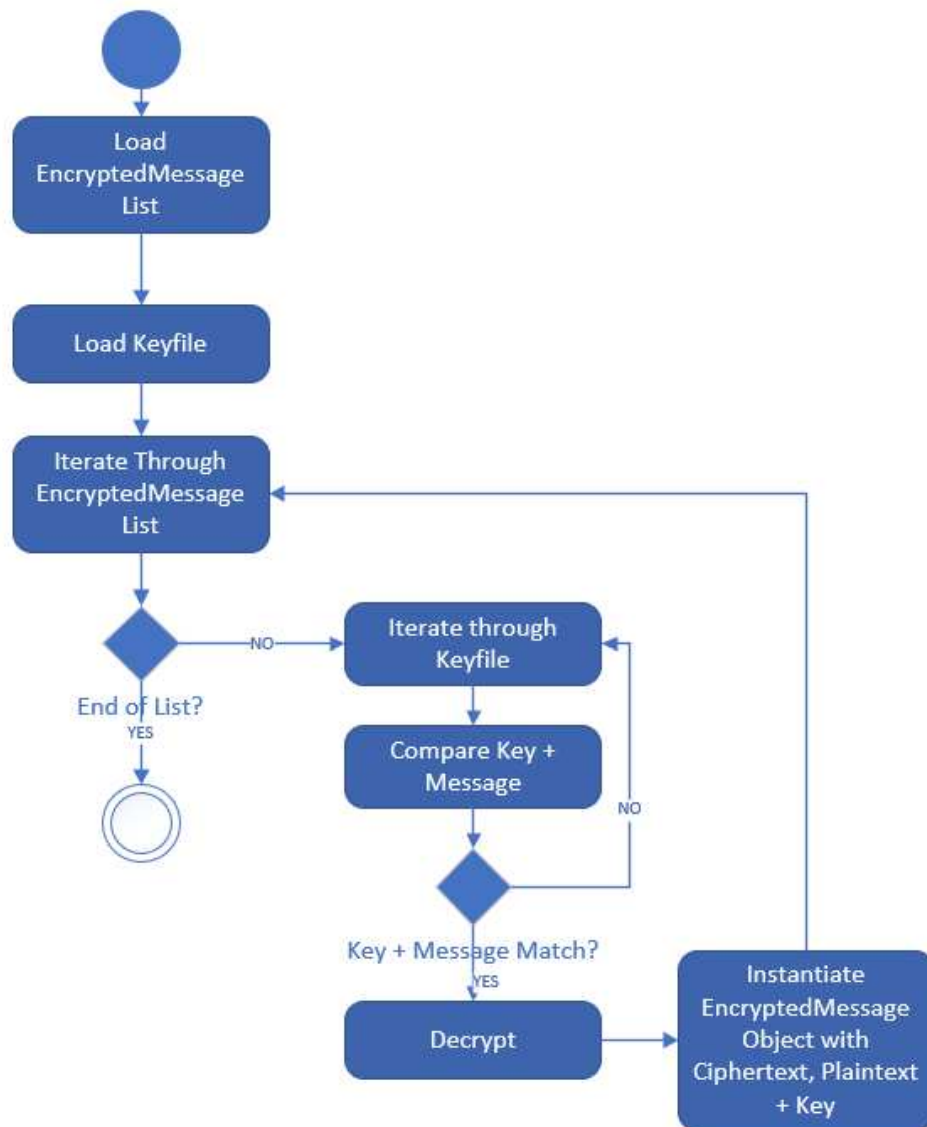 Load
EncryptedMessage
List
Load Keyfile
Iterate Through
EncryptedMessage
List
NO
End of List?
YES
Iterate through
Keyfile
Compare Key +
Message
NO
Key + Message Match?
YES
Decrypt
Instantiate
EncryptedMessage
Object with
Ciphertext, Plaintext
+ Key